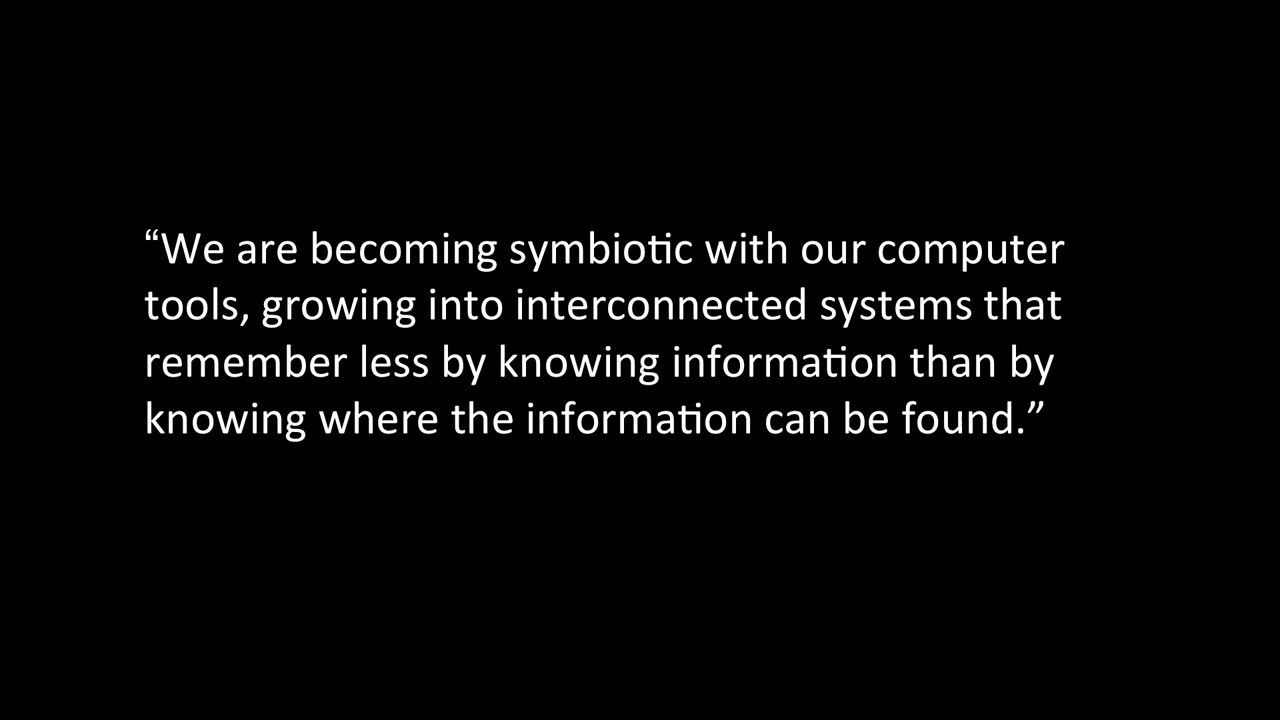 “We are becoming symbiotic with our computer
tools, growing into interconnected systems that
remember less by knowing information than by
knowing where the information can be found.”